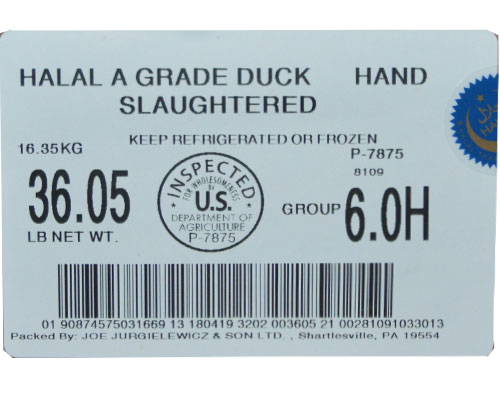 HALAL A GRADE DUCK HAND
SLAUGHTERED
KEEP REFRIGERATED OR FROZEN
16.35KG
P-7875
8109
36.05
LB NET WT.
INSPECTED
FOR WHOLESOMENESS
BY
U.S.
DEPARTMENT OF
AGRICULTURE
P-7875
GROUP 6.0H
01 90874575031669 13 180419 3202 003605 21 00281091033013
Packed By: JOE JURGIELEWICZ & SON LTD. , Shartlesville, PA 19554